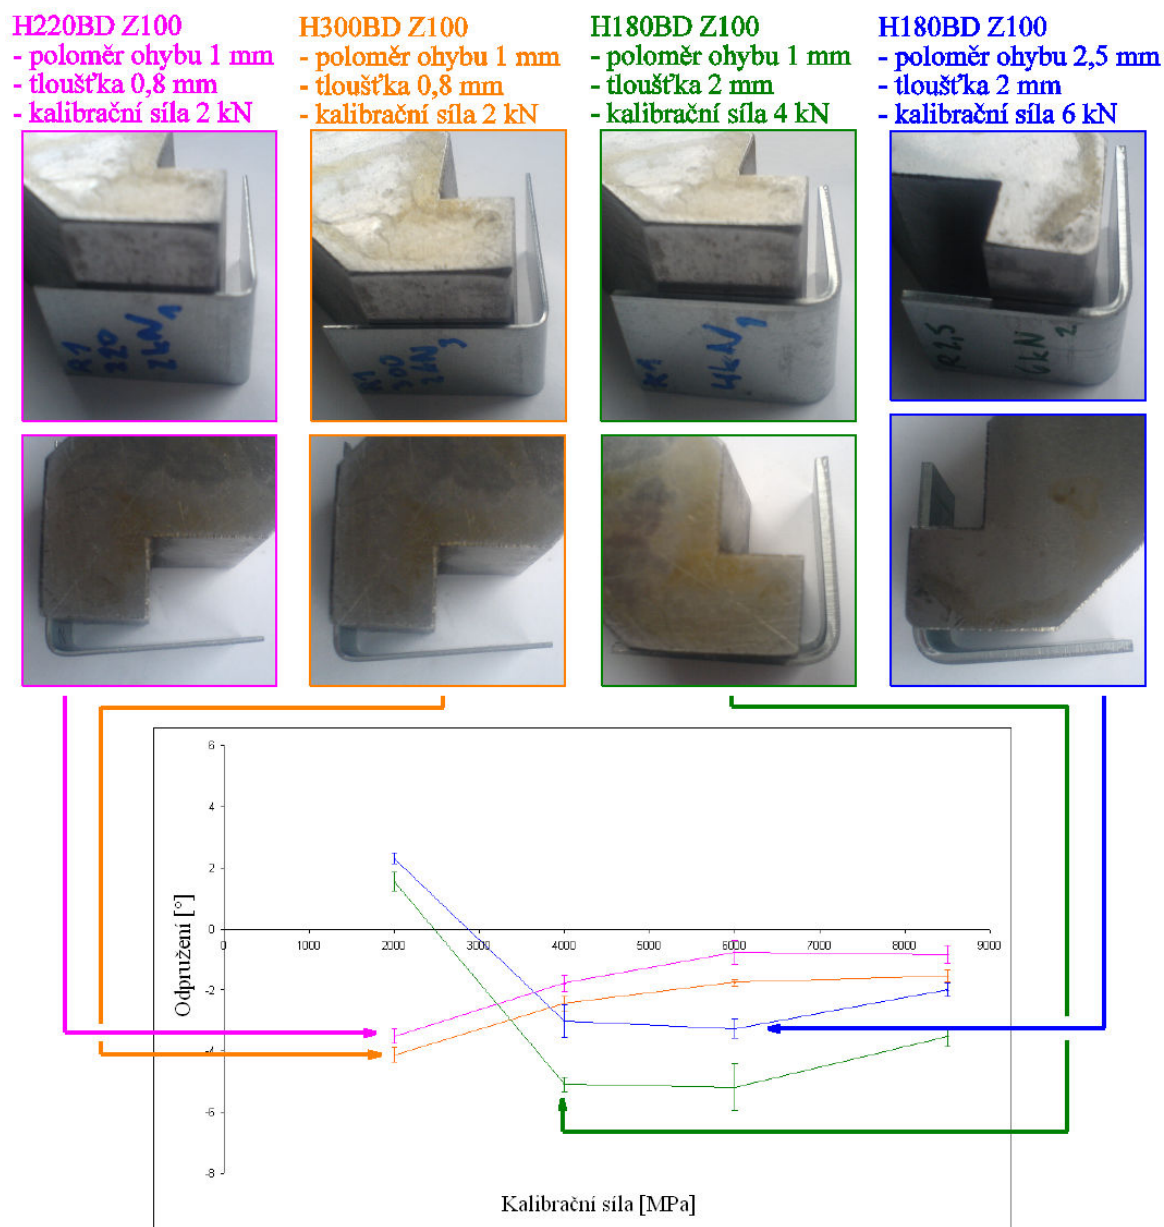 H220BD Z100
- poloměr ohybu 1 mm
- tloušťka 0,8 mm
- kalibrační síla 2 kN
H300BD Z100
- poloměr ohybu 1 mm
- tloušťka 0,8 mm
- kalibrační síla 2 kN
H180BD Z100
- poloměr ohybu 1 mm
- tloušťka 2 mm
- kalibrační síla 4 kN
H180BD Z100
- poloměr ohybu 2,5 mm
- tloušťka 2 mm
- kalibrační síla 6 kN
R1
220
2kN 1
R1
300
2kN 3
R1
4kN 1
R2,5
6kN 2
6
4
2
0
-2
-4
-6
-8
0 1000 2000 3000 4000 5000 6000 7000 8000 9000
Odpružení [°]
Kalibrační síla [MPa]